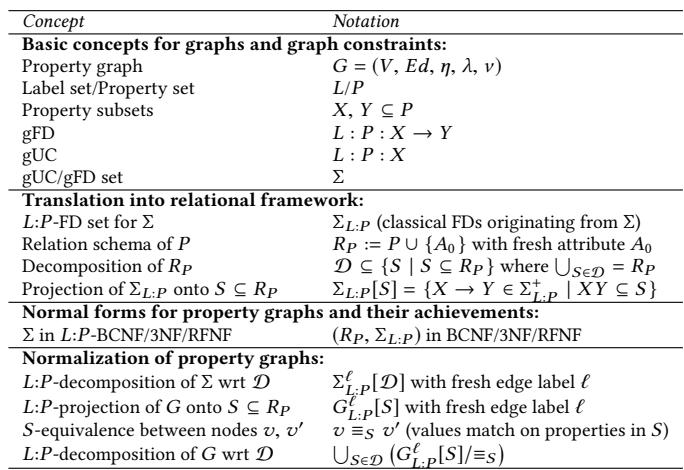 Concept Notation
Basic concepts for graphs and graph constraints:
Property graph G = (V, Ed, η, λ, ν)
Label set/Property set L/P
Property subsets X, Y ⊆ P
gFD L : P : X → Y
gUC L : P : X
gUC/gFD set Σ
Translation into relational framework:
L:P-FD set for Σ Σ_{L:P} (classical FDs originating from Σ)
Relation schema of P R_P := P ∪ {A_0} with fresh attribute A_0
Decomposition of R_P 𝒟 ⊆ {S | S ⊆ R_P} where ⋃_{S∈𝒟} = R_P
Projection of Σ_{L:P} onto S ⊆ R_P Σ_{L:P}[S] = {X → Y ∈ Σ^+_{L:P} | XY ⊆ S}
Normal forms for property graphs and their achievements:
Σ in L:P-BCNF/3NF/RFNF (R_P, Σ_{L:P}) in BCNF/3NF/RFNF
Normalization of property graphs:
L:P-decomposition of Σ wrt 𝒟 Σ^ℓ_{L:P}[𝒟] with fresh edge label ℓ
L:P-projection of G onto S ⊆ R_P G^ℓ_{L:P}[S] with fresh edge label ℓ
S-equivalence between nodes v, v′ v ≡_S v′ (values match on properties in S)
L:P-decomposition of G wrt 𝒟 ⋃_{S∈𝒟} (G^ℓ_{L:P}[S]/≡_S)